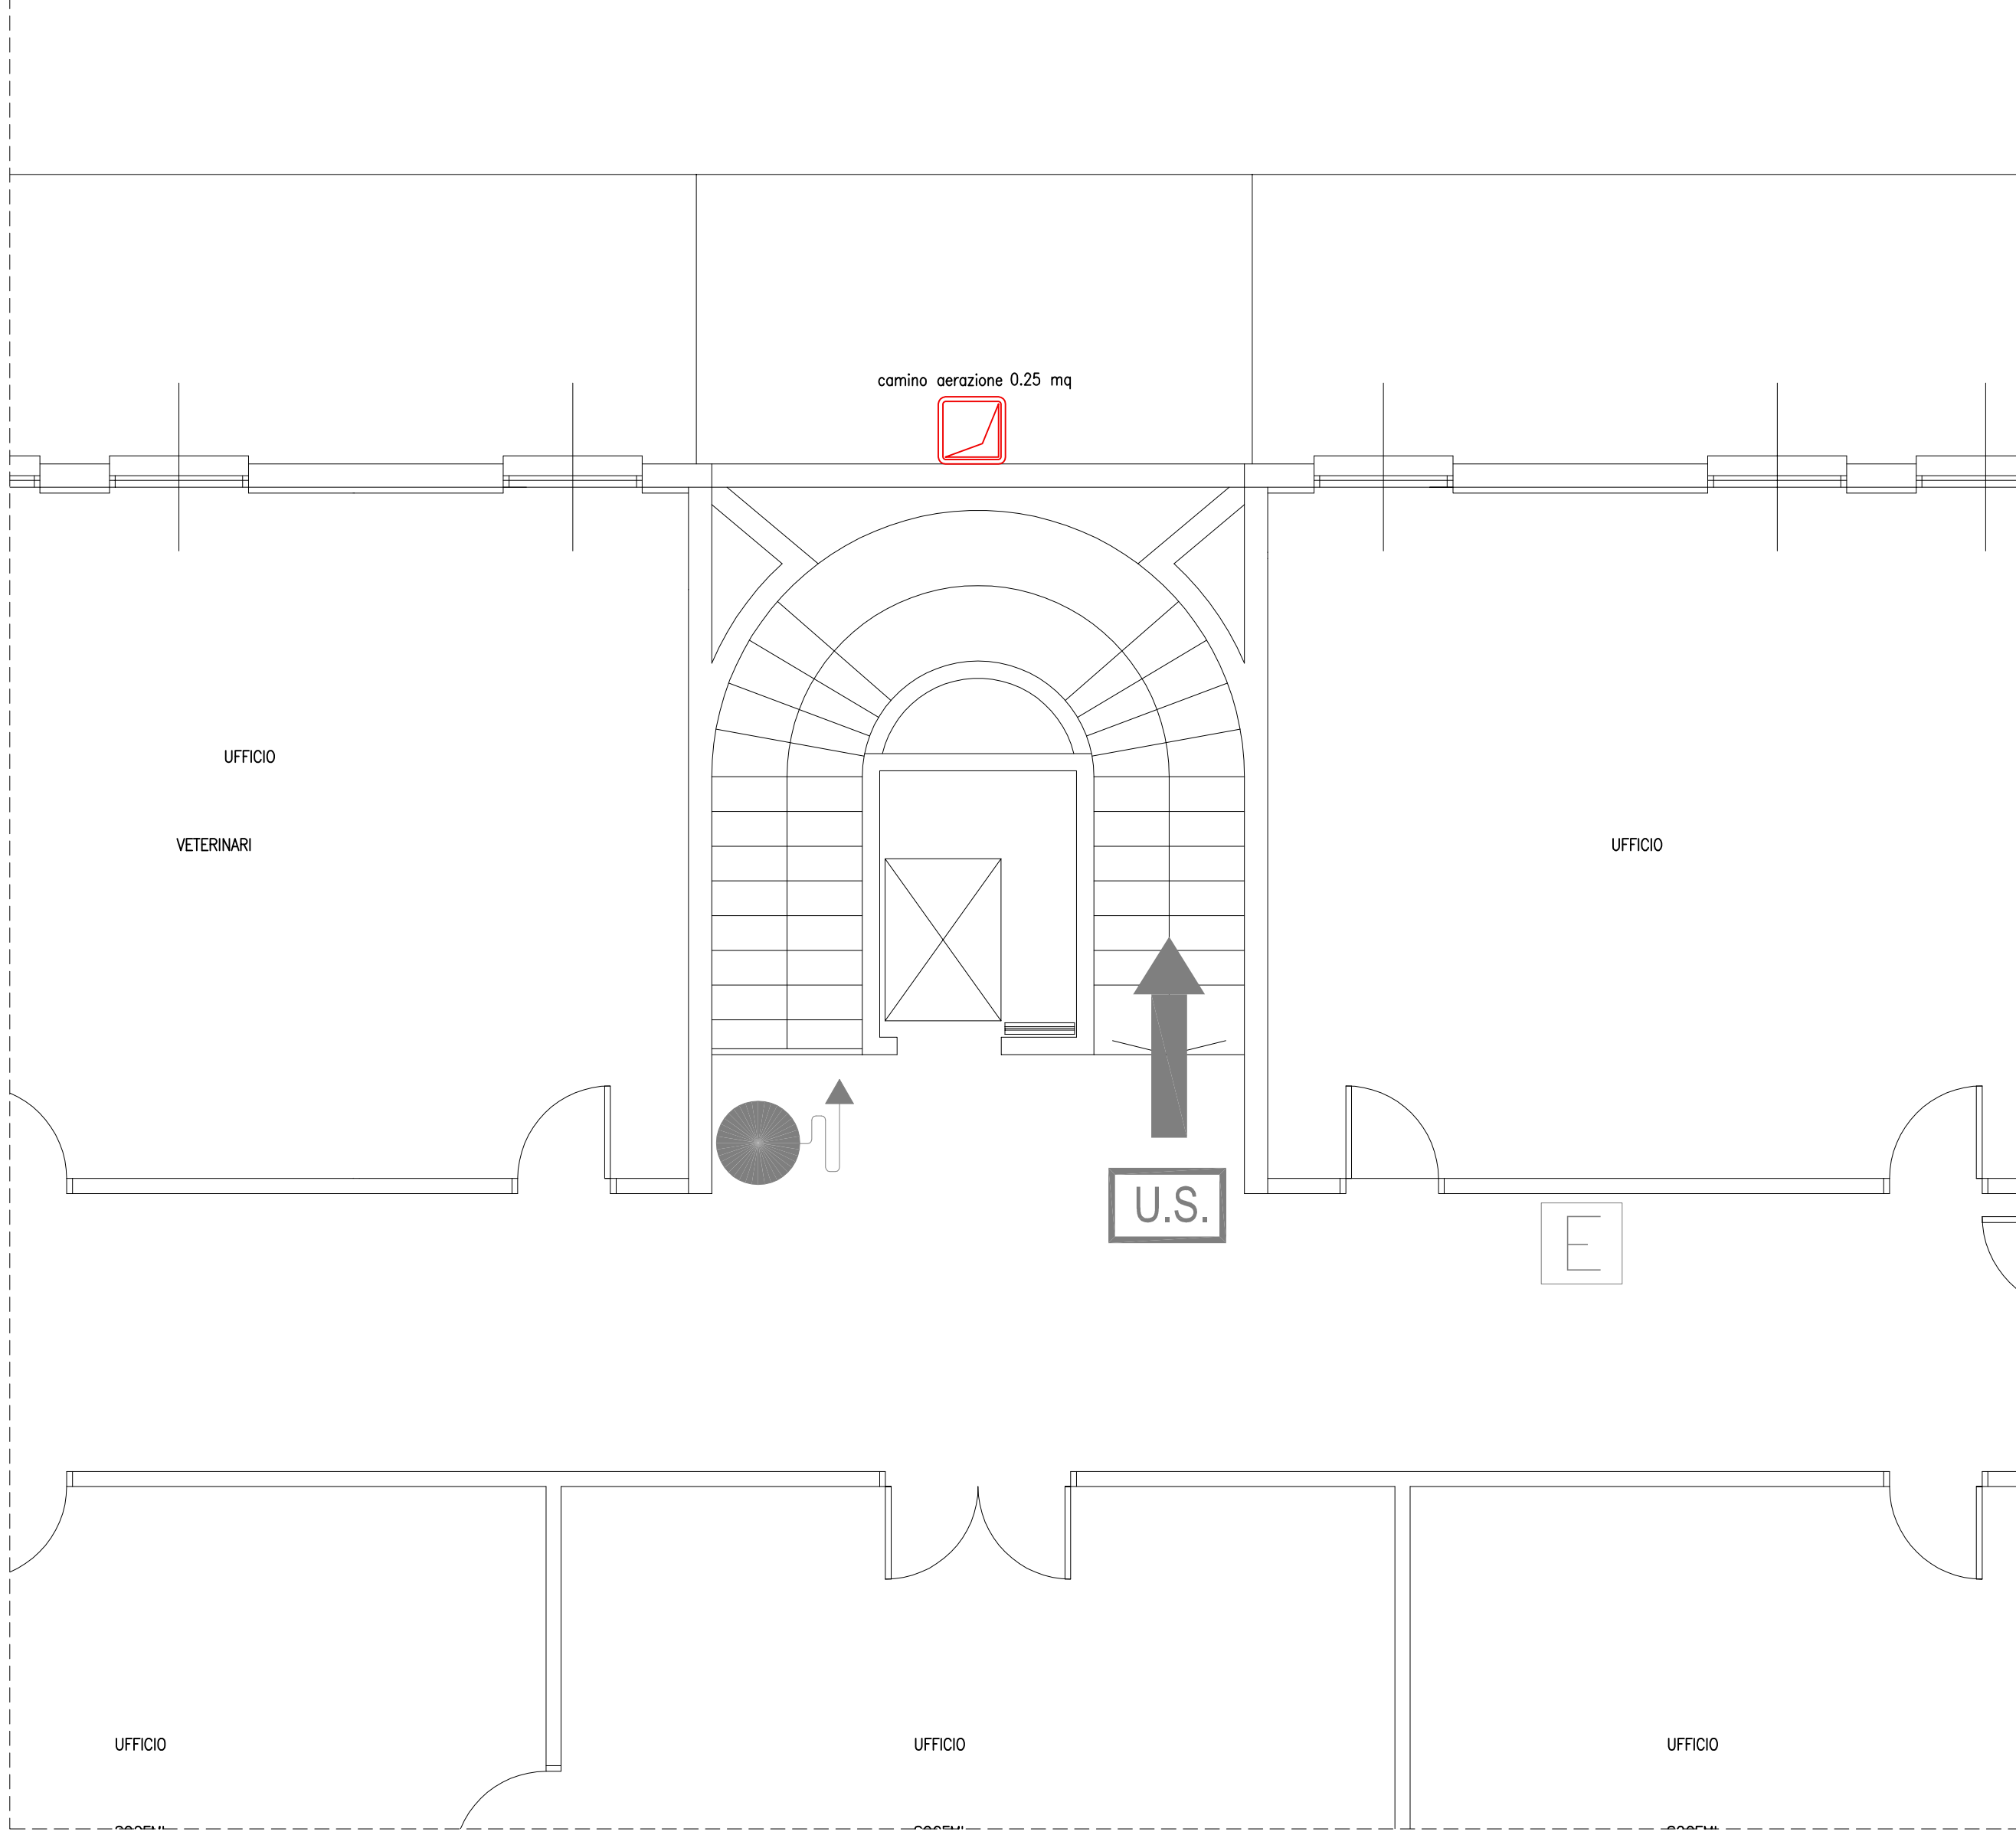 camino aerazione 0.25 mq
UFFICIO
VETERINARI
UFFICIO
U.S.
E
UFFICIO
UFFICIO
UFFICIO